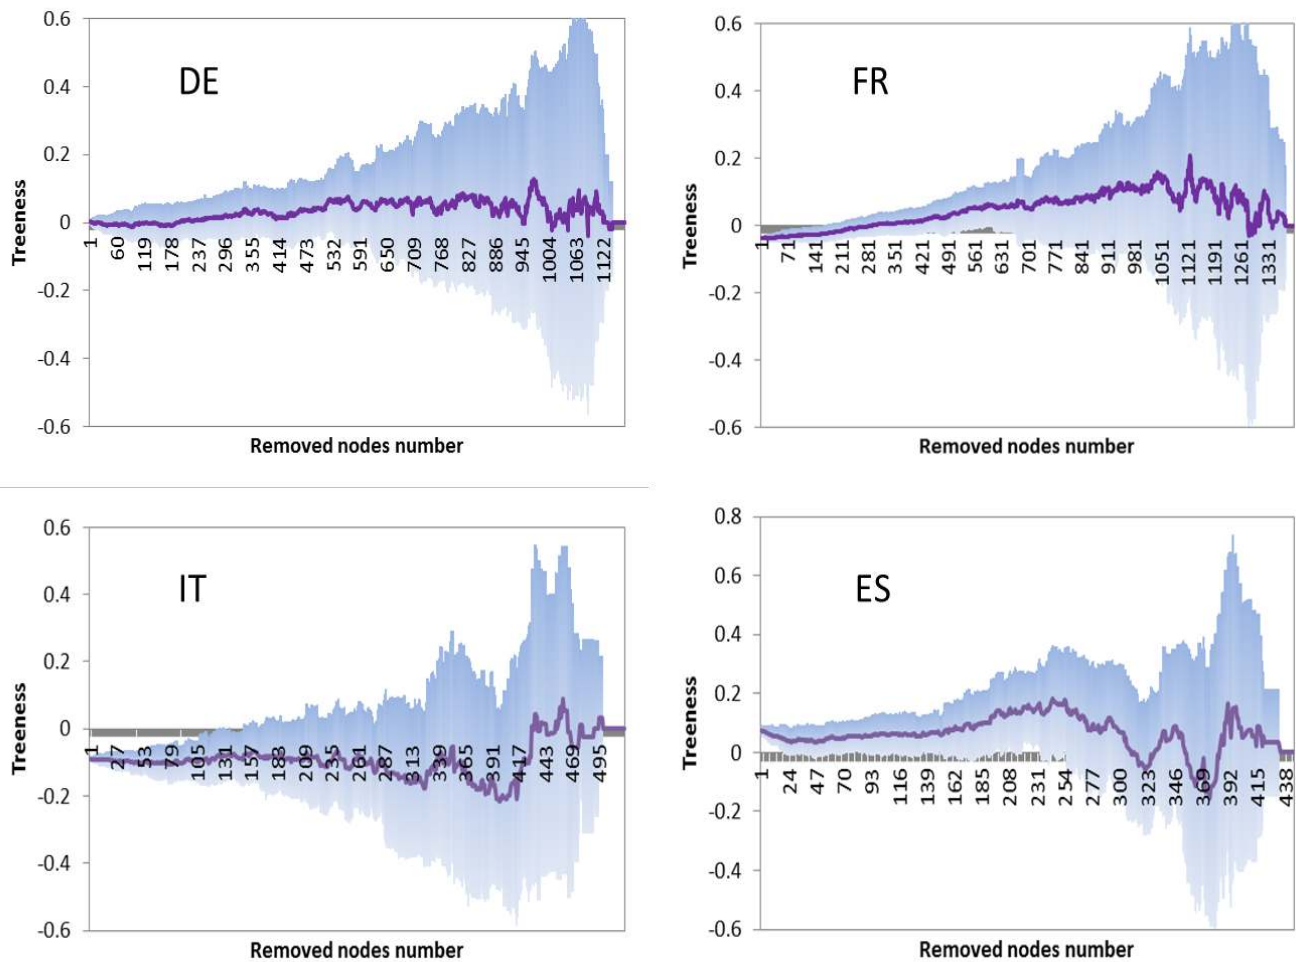 DE
0.6
0.4
0.2
0
-0.2
-0.4
-0.6
Treeness
1 60 119 178 237 296 355 414 473 532 591 650 709 768 827 886 945 1004 1063 1122
Removed nodes number
FR
0.6
0.4
0.2
0
-0.2
-0.4
-0.6
Treeness
1 71 141 211 281 351 421 491 561 631 701 771 841 911 981 1051 1121 1191 1261 1331
Removed nodes number
IT
0.6
0.4
0.2
0
-0.2
-0.4
-0.6
Treeness
1 27 53 79 105 131 157 183 209 235 261 287 313 339 365 391 417 443 469 495
Removed nodes number
ES
0.8
0.6
0.4
0.2
0
-0.2
-0.4
-0.6
Treeness
1 24 47 70 93 116 139 162 185 208 231 254 277 300 323 346 369 392 415 438
Removed nodes number